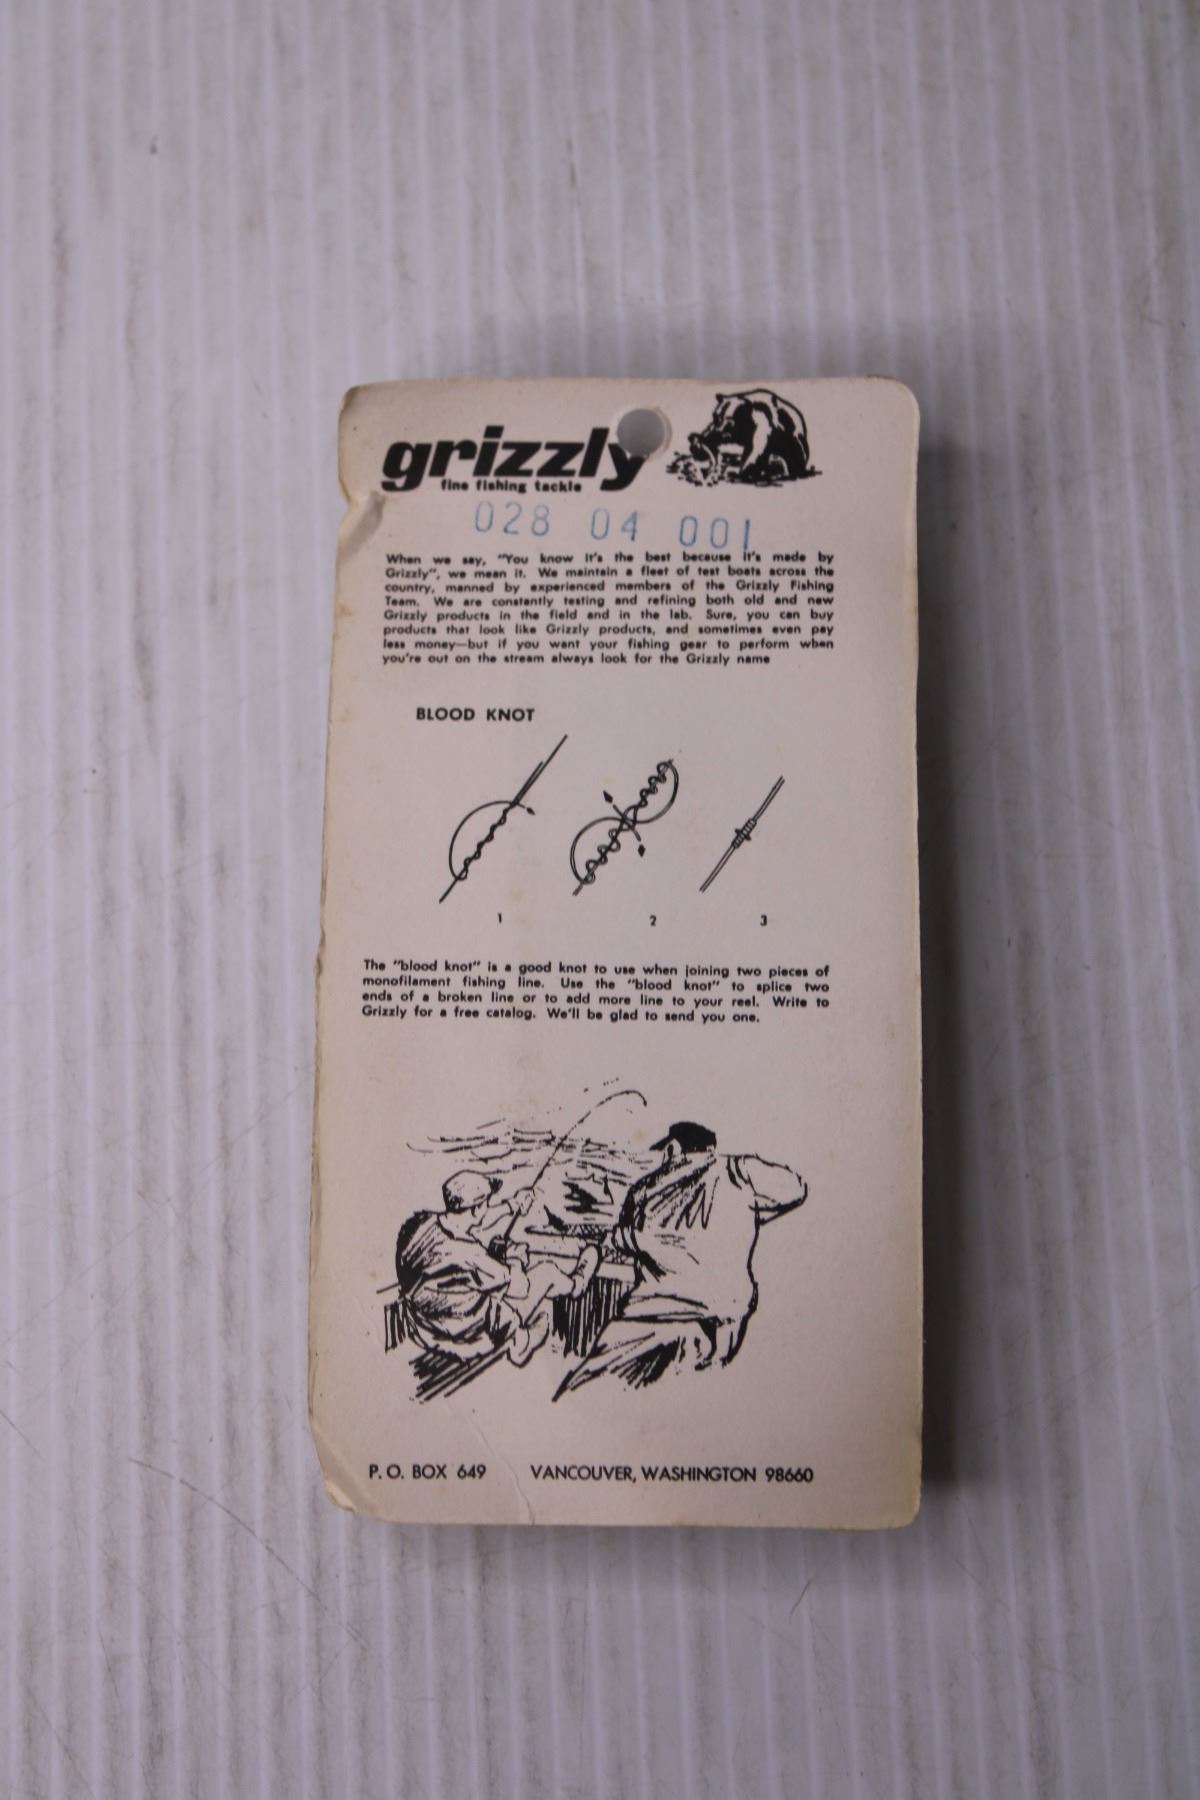 grizzly
fine fishing tackle
028 04 001
When we say, "You know it's the best because it's made by
Grizzly", we mean it. We maintain a fleet of test boats across the
country, manned by experienced members of the Grizzly Fishing
Team. We are constantly testing and refining both old and new
Grizzly products in the field and in the lab. Sure, you can buy
products that look like Grizzly products, and sometimes even pay
less money—but if you want your fishing gear to perform when
you're out on the stream always look for the Grizzly name
BLOOD KNOT
1 2 3
The "blood knot" is a good knot to use when joining two pieces of
monofilament fishing line. Use the "blood knot" to splice two
ends of a broken line or to add more line to your reel. Write to
Grizzly for a free catalog. We'll be glad to send you one.
P. O. BOX 649 VANCOUVER, WASHINGTON 98660